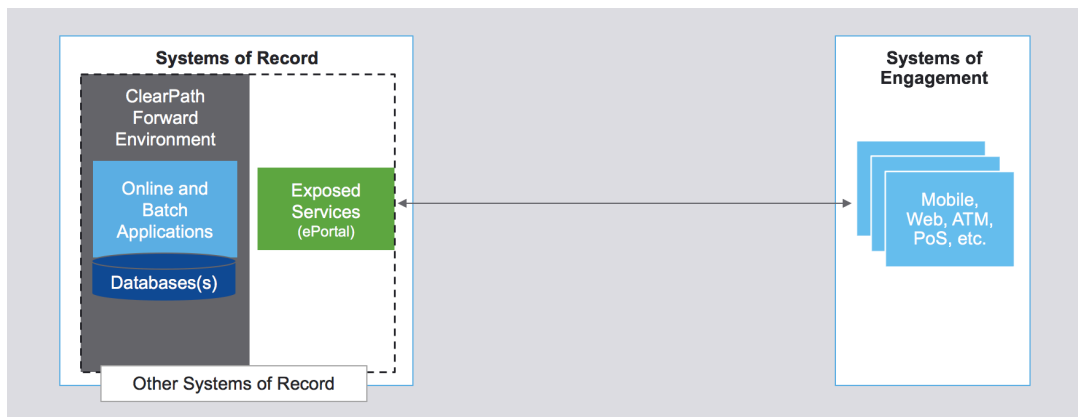 Systems of Record
ClearPath
Forward
Environment
Online and
Batch
Applications
Databases(s)
Exposed
Services
(ePortal)
Other Systems of Record
Systems of
Engagement
Mobile,
Web, ATM,
PoS, etc.